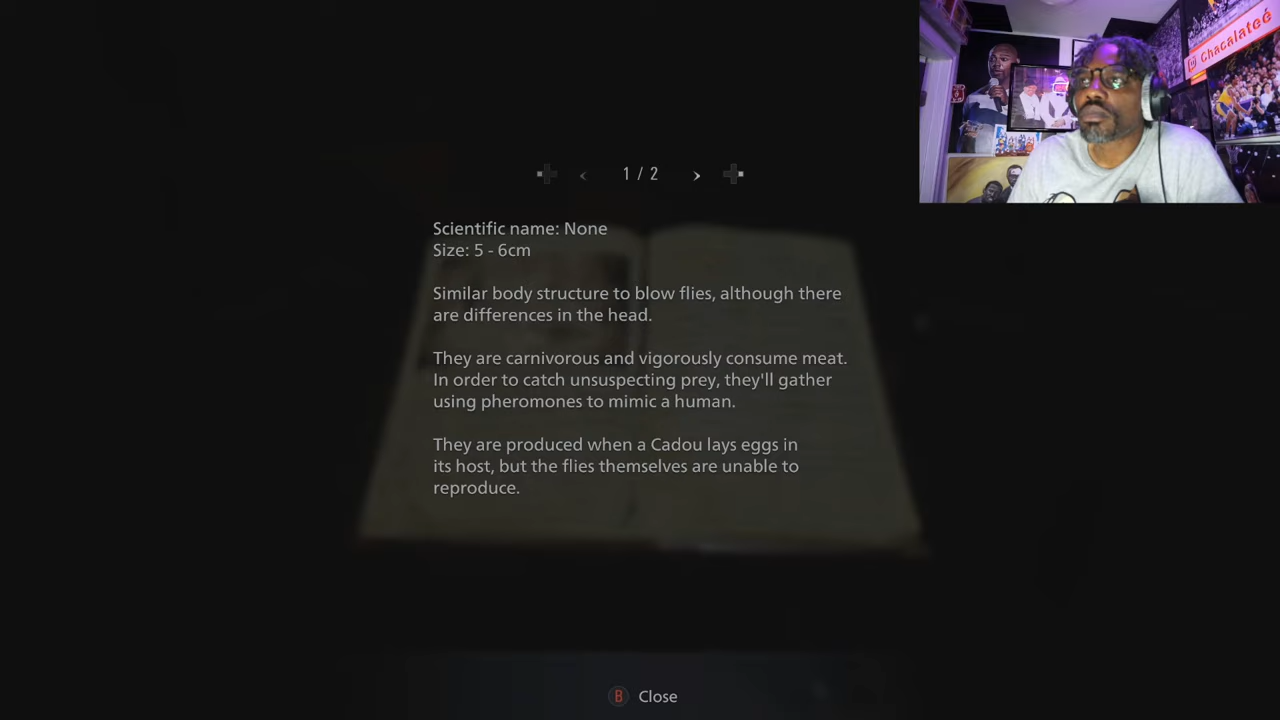 Chacalateé
1 / 2
Scientific name: None
Size: 5 - 6cm
Similar body structure to blow flies, although there
are differences in the head.
They are carnivorous and vigorously consume meat.
In order to catch unsuspecting prey, they'll gather
using pheromones to mimic a human.
They are produced when a Cadou lays eggs in
its host, but the flies themselves are unable to
reproduce.
B Close